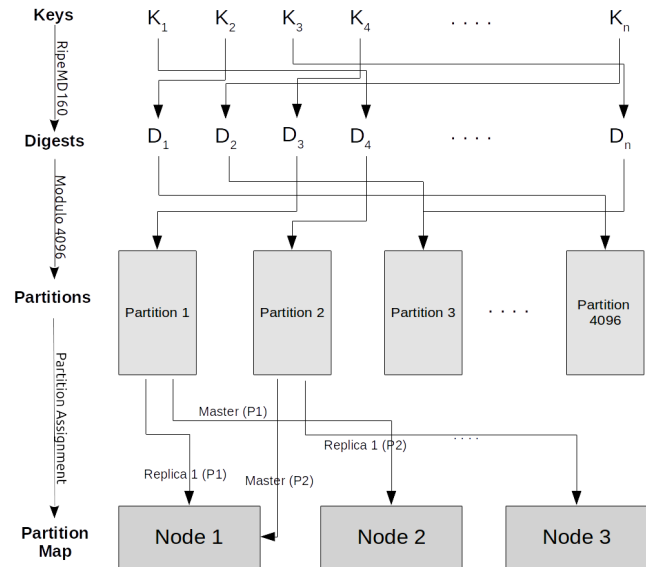 Keys
K1 K2 K3 K4 . . . . Kn
RipeMD160
Digests
D1 D2 D3 D4 . . . . Dn
Modulo 4096
Partitions
Partition 1
Partition 2
Partition 3
. . . .
Partition
4096
Partition Assignment
Master (P1)
Replica 1 (P2)
. . . .
Replica 1 (P1)
Master (P2)
Partition
Map
Node 1
Node 2
Node 3